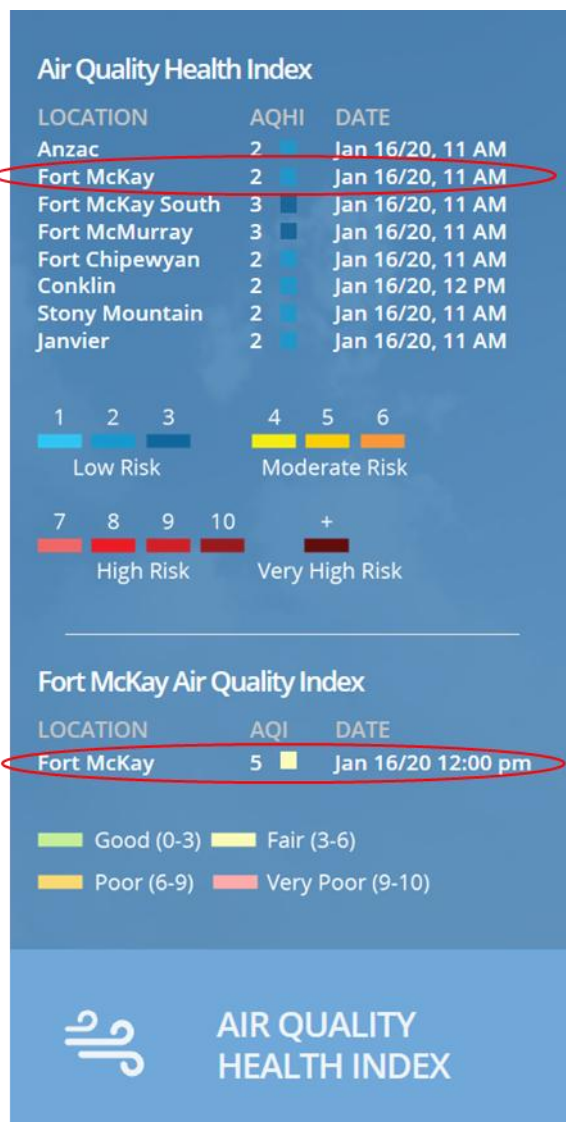 Air Quality Health Index
LOCATION AQHI DATE
Anzac 2 Jan 16/20, 11 AM
Fort McKay 2 Jan 16/20, 11 AM
Fort McKay South 3 Jan 16/20, 11 AM
Fort McMurray 3 Jan 16/20, 11 AM
Fort Chipewyan 2 Jan 16/20, 11 AM
Conklin 2 Jan 16/20, 12 PM
Stony Mountain 2 Jan 16/20, 11 AM
Janvier 2 Jan 16/20, 11 AM
1 2 3 4 5 6
Low Risk Moderate Risk
7 8 9 10 +
High Risk Very High Risk
Fort McKay Air Quality Index
LOCATION AQI DATE
Fort McKay 5 Jan 16/20 12:00 pm
Good (0-3) Fair (3-6)
Poor (6-9) Very Poor (9-10)
AIR QUALITY
HEALTH INDEX